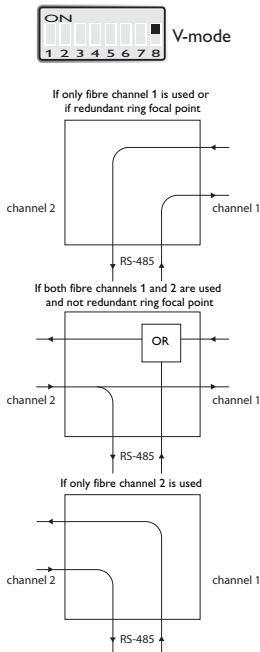 ON
1 2 3 4 5 6 7 8
V-mode
If only fibre channel 1 is used or
if redundant ring focal point
channel 2
channel 1
RS-485
If both fibre channels 1 and 2 are used
and not redundant ring focal point
OR
channel 2
channel 1
RS-485
If only fibre channel 2 is used
channel 2
channel 1
RS-485